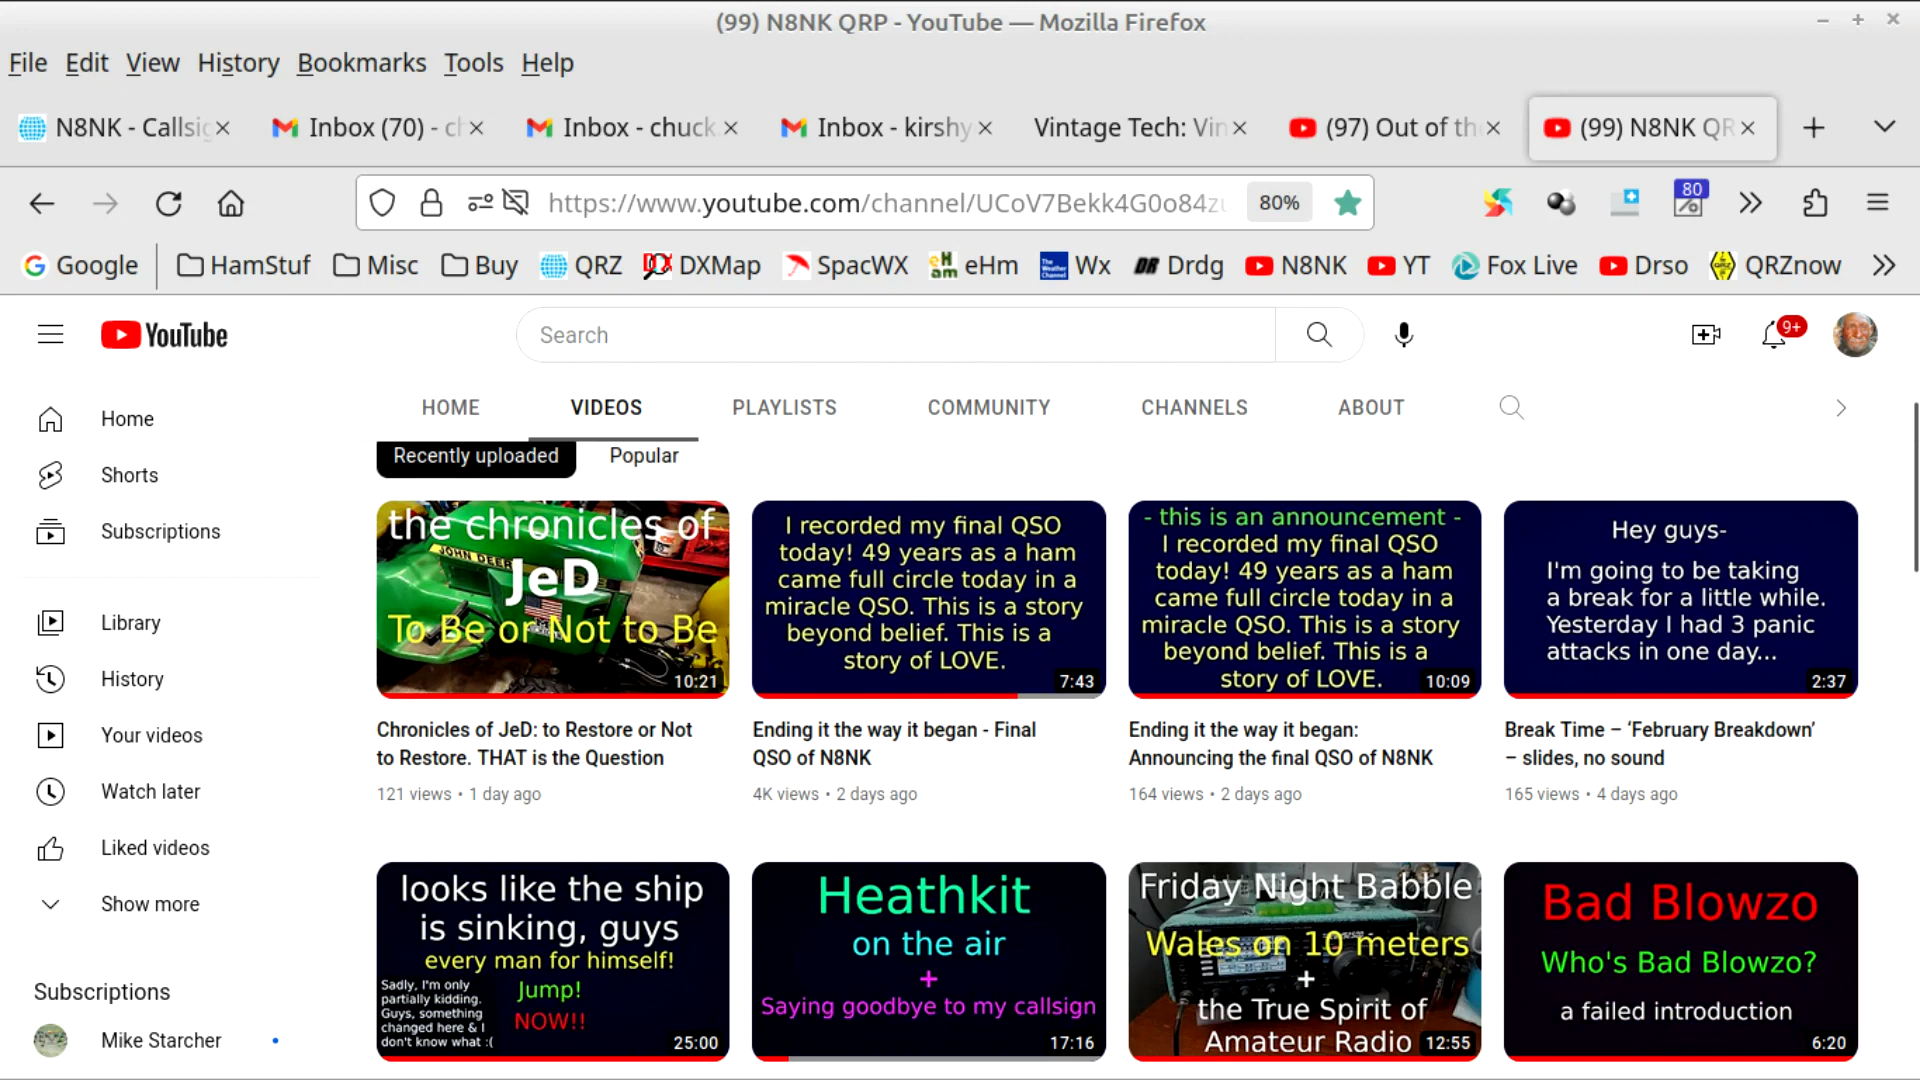 (99) N8NK QRP - YouTube — Mozilla Firefox
File Edit View History Bookmarks Tools Help
N8NK - Callsig Inbox (70) - ch Inbox - chuck Inbox - kirshy Vintage Tech: Vin (97) Out of th (99) N8NK QR
https://www.youtube.com/channel/UCoV7Bekk4G0o84zu 80% 80
Google HamStuf Misc Buy QRZ DXMap SpacWX eHm Wx Drdg N8NK YT Fox Live Drso QRZnow
YouTube Search 9+
HOME VIDEOS PLAYLISTS COMMUNITY CHANNELS ABOUT
Recently uploaded Popular
Home
Shorts
Subscriptions
Library
History
Your videos
Watch later
Liked videos
Show more
Subscriptions
Mike Starcher
the chronicles of
JOHN DEER
JeD
To Be or Not to Be
10:21
Chronicles of JeD: to Restore or Not
to Restore. THAT is the Question
121 views • 1 day ago
I recorded my final QSO
today! 49 years as a ham
came full circle today in a
miracle QSO. This is a story
beyond belief. This is a
story of LOVE.
7:43
Ending it the way it began - Final
QSO of N8NK
4K views • 2 days ago
- this is an announcement -
I recorded my final QSO
today! 49 years as a ham
came full circle today in a
miracle QSO. This is a story
beyond belief. This is a
story of LOVE.
10:09
Ending it the way it began:
Announcing the final QSO of N8NK
164 views • 2 days ago
Hey guys-
I'm going to be taking
a break for a little while.
Yesterday I had 3 panic
attacks in one day...
2:37
Break Time – ‘February Breakdown’
– slides, no sound
165 views • 4 days ago
looks like the ship
is sinking, guys
every man for himself!
Jump!
NOW!!
Sadly, I'm only
partially kidding.
Guys, something
changed here & I
don't know what :(
25:00
Heathkit
on the air
+
Saying goodbye to my callsign
17:16
Friday Night Babble
Wales on 10 meters
+
the True Spirit of
Amateur Radio
12:55
Bad Blowzo
Who's Bad Blowzo?
a failed introduction
6:20